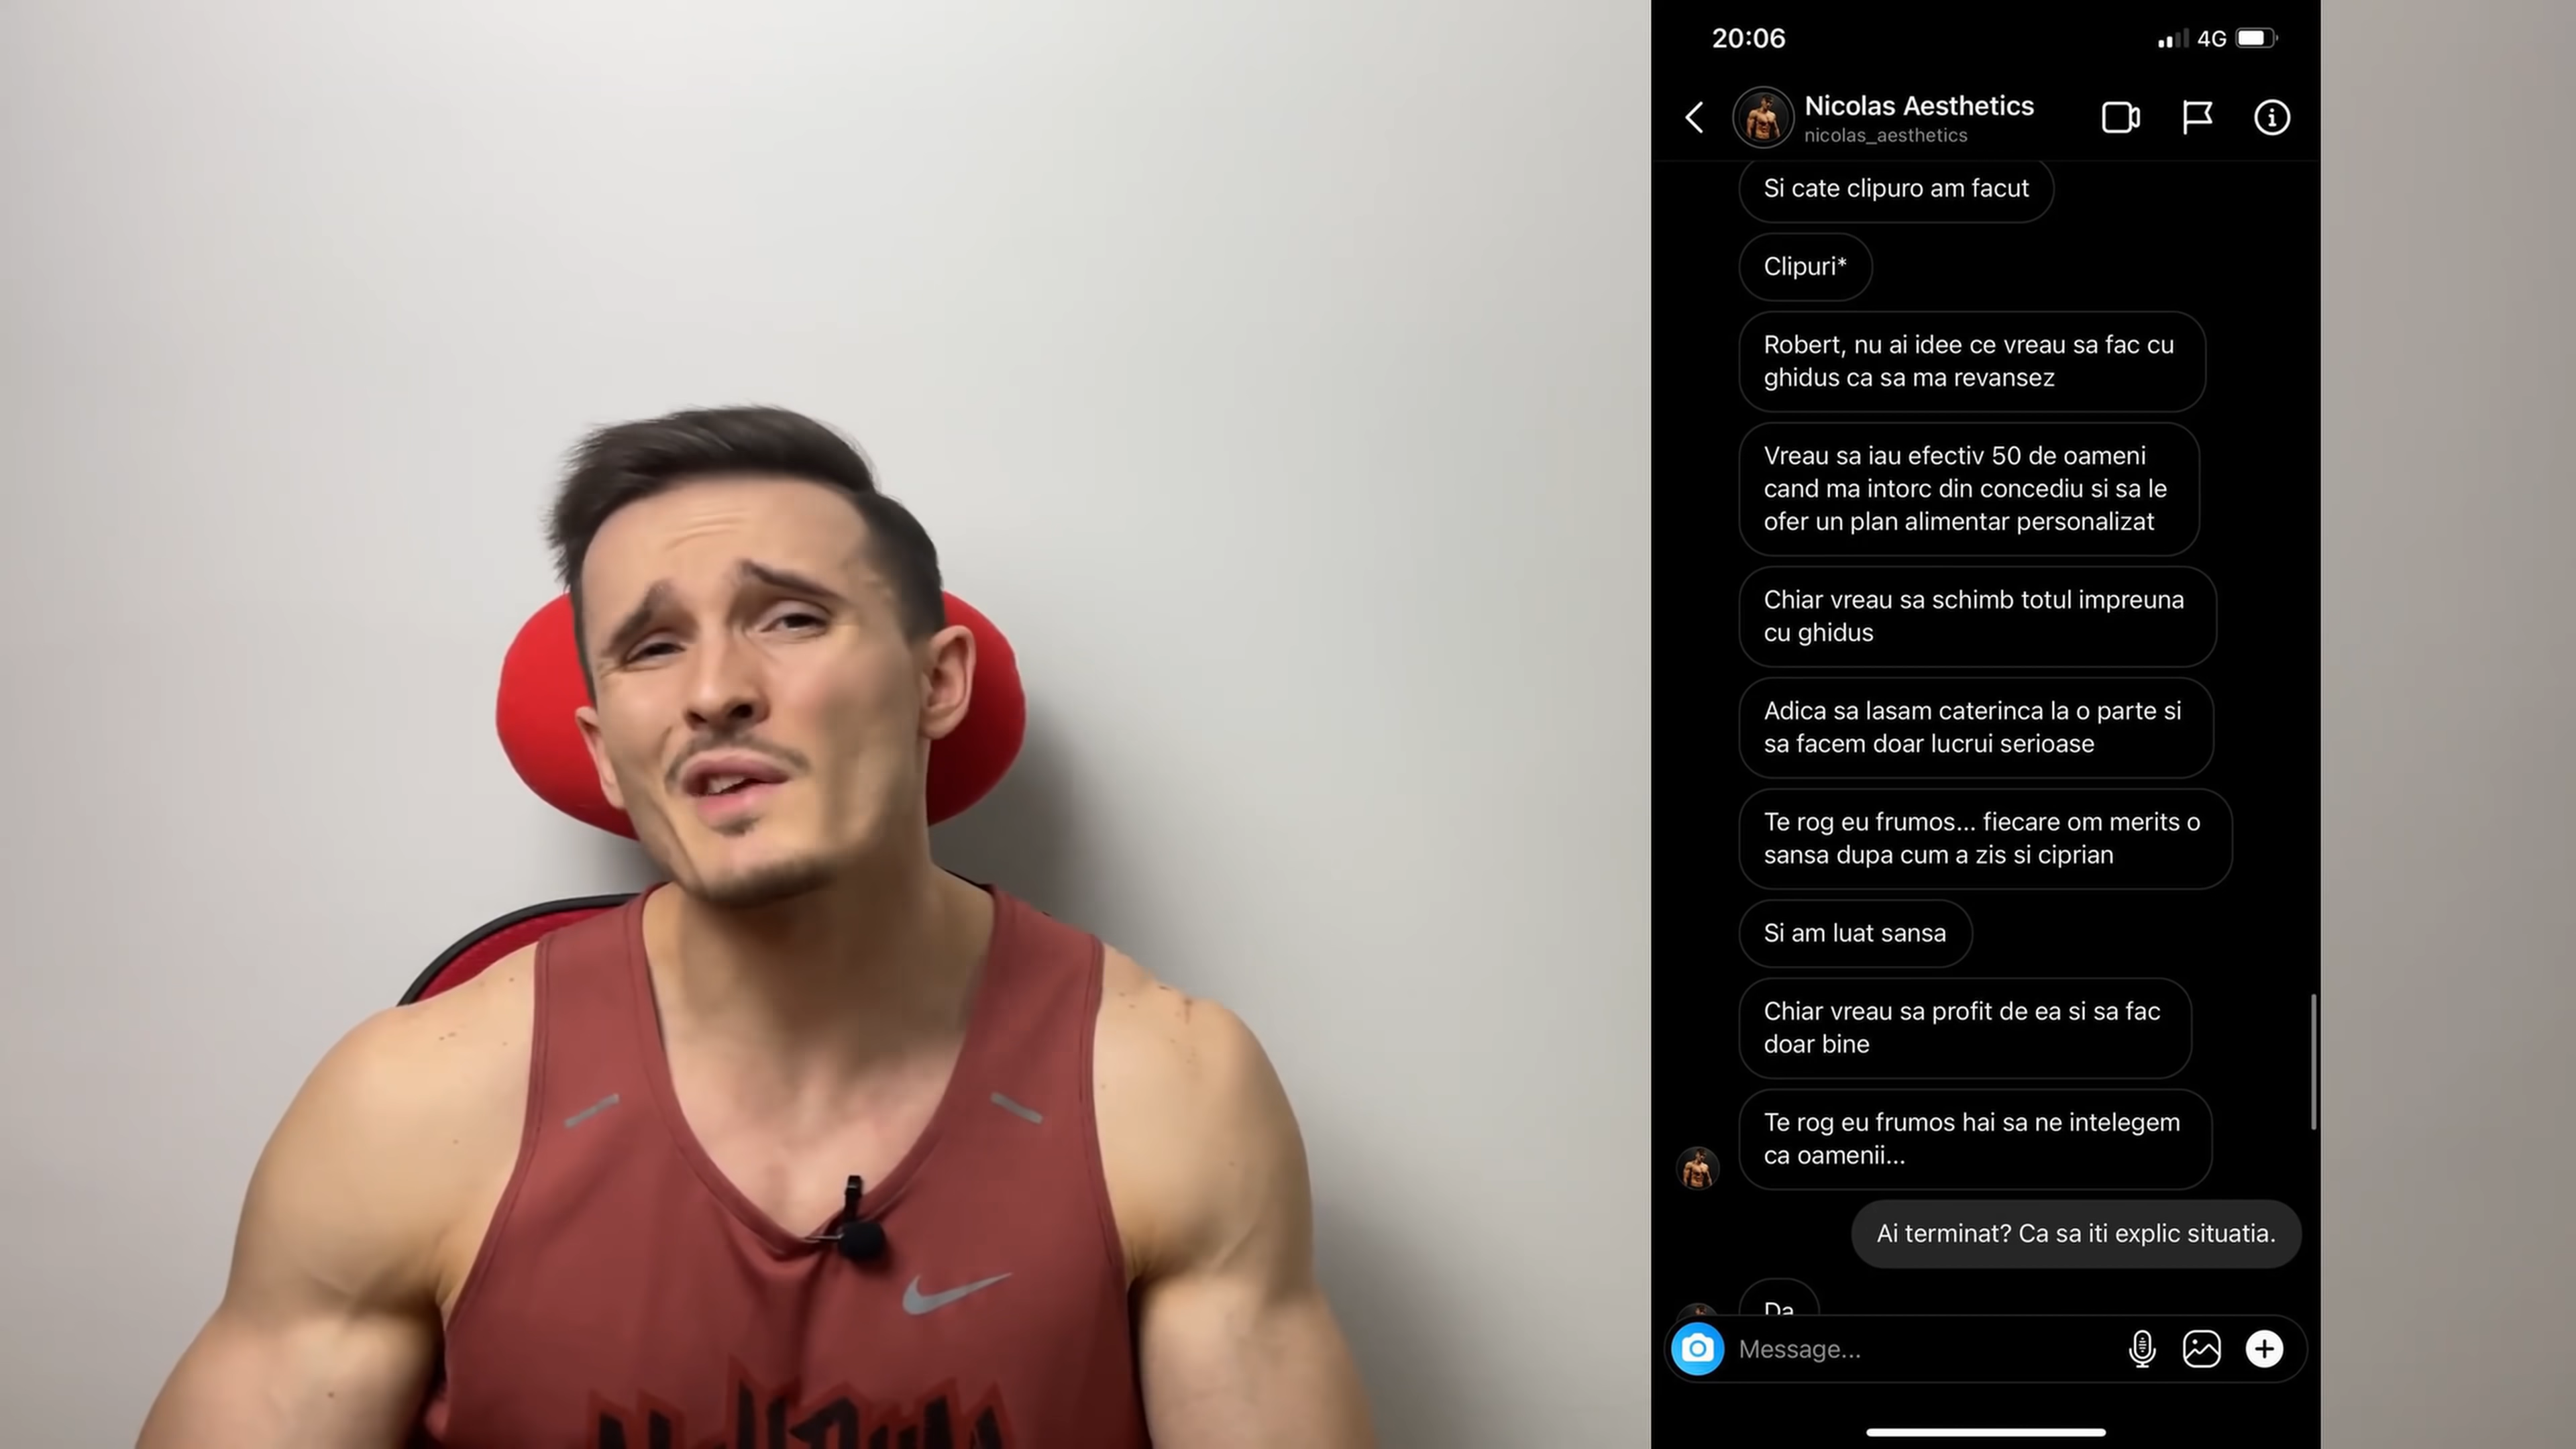 20:06
4G
Nicolas Aesthetics
nicolas_aesthetics
Si cate clipuro am facut
Clipuri*
Robert, nu ai idee ce vreau sa fac cu
ghidus ca sa ma revansez
Vreau sa iau efectiv 50 de oameni
cand ma intorc din concediu si sa le
ofer un plan alimentar personalizat
Chiar vreau sa schimb totul impreuna
cu ghidus
Adica sa lasam caterinca la o parte si
sa facem doar lucrui serioase
Te rog eu frumos... fiecare om merits o
sansa dupa cum a zis si ciprian
Si am luat sansa
Chiar vreau sa profit de ea si sa fac
doar bine
Te rog eu frumos hai sa ne intelegem
ca oamenii...
Ai terminat? Ca sa iti explic situatia.
Da
Message...